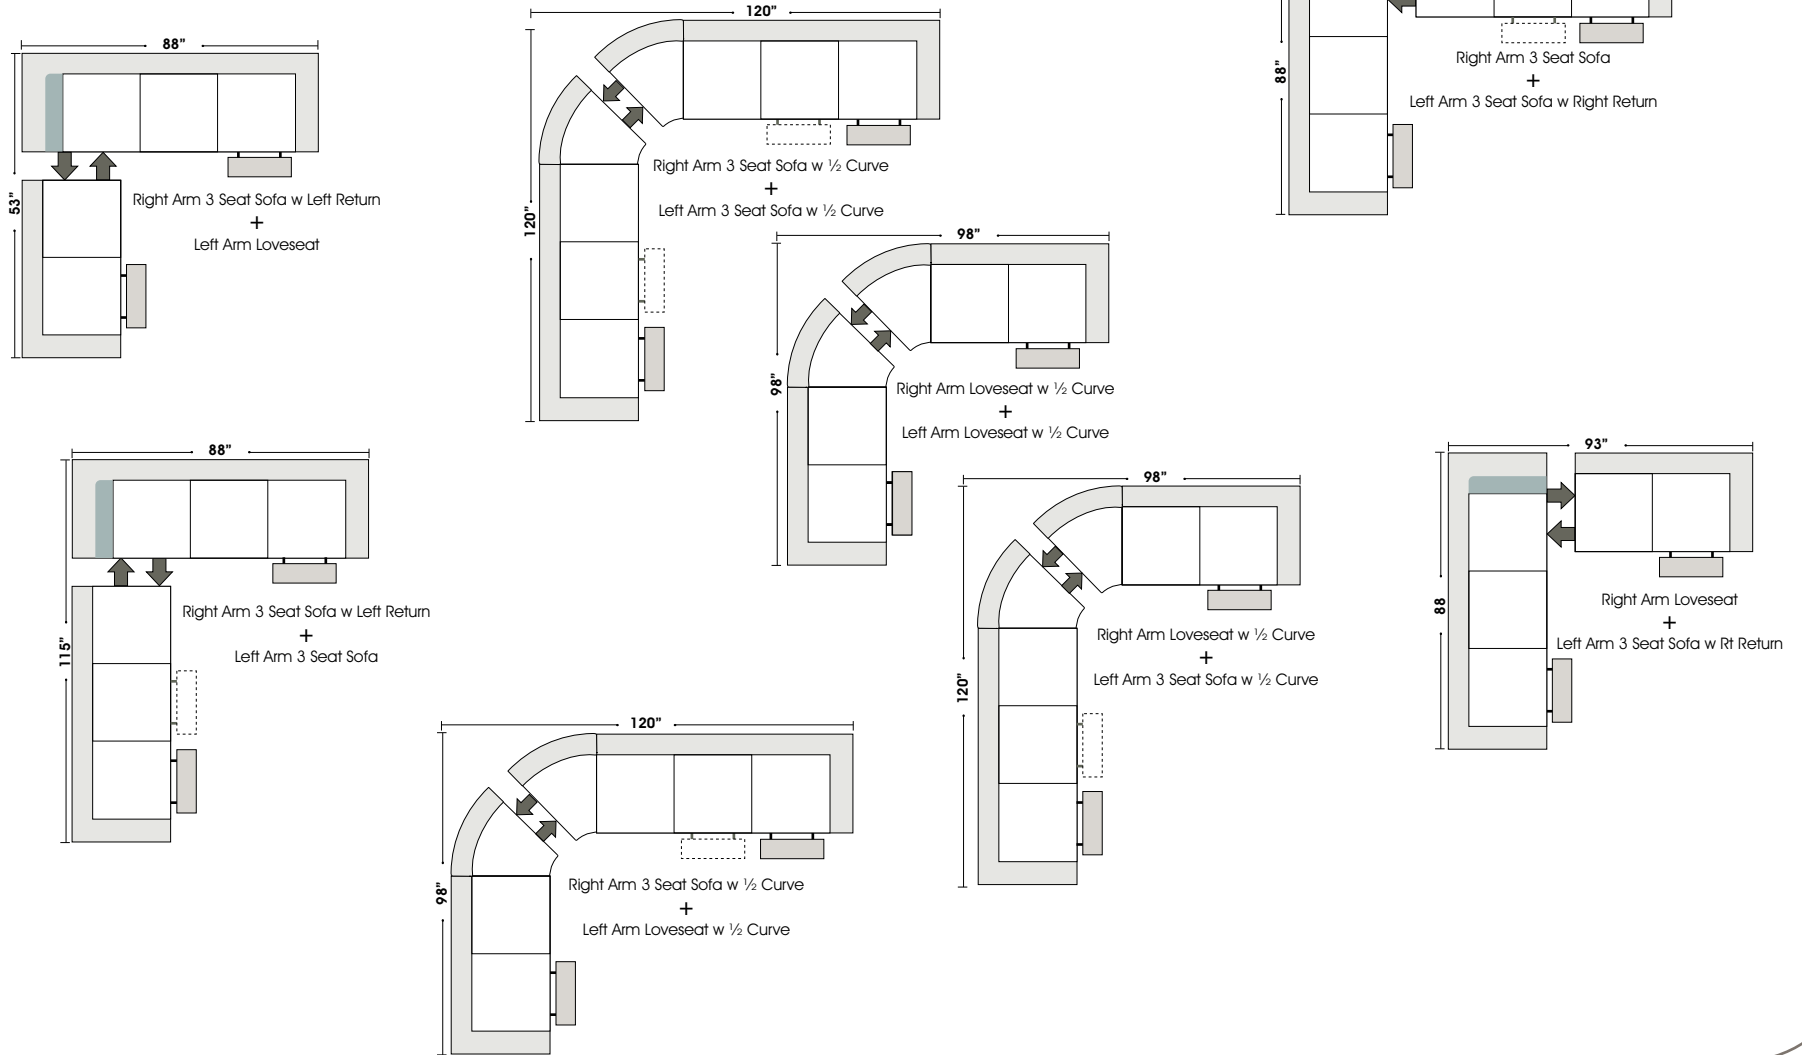 120”
88”
Right Arm 3 Seat Sofa w Left Return
+
Left Arm Loveseat
53”
Right Arm 3 Seat Sofa w ½ Curve
+
Left Arm 3 Seat Sofa w ½ Curve
120”
88”
Right Arm 3 Seat Sofa
+
Left Arm 3 Seat Sofa w Right Return
98”
98”
Right Arm Loveseat w ½ Curve
+
Left Arm Loveseat w ½ Curve
88”
115”
Right Arm 3 Seat Sofa w Left Return
+
Left Arm 3 Seat Sofa
98”
120”
Right Arm Loveseat w ½ Curve
+
Left Arm 3 Seat Sofa w ½ Curve
93”
88
Right Arm Loveseat
+
Left Arm 3 Seat Sofa w Rt Return
120”
98”
Right Arm 3 Seat Sofa w ½ Curve
+
Left Arm Loveseat w ½ Curve